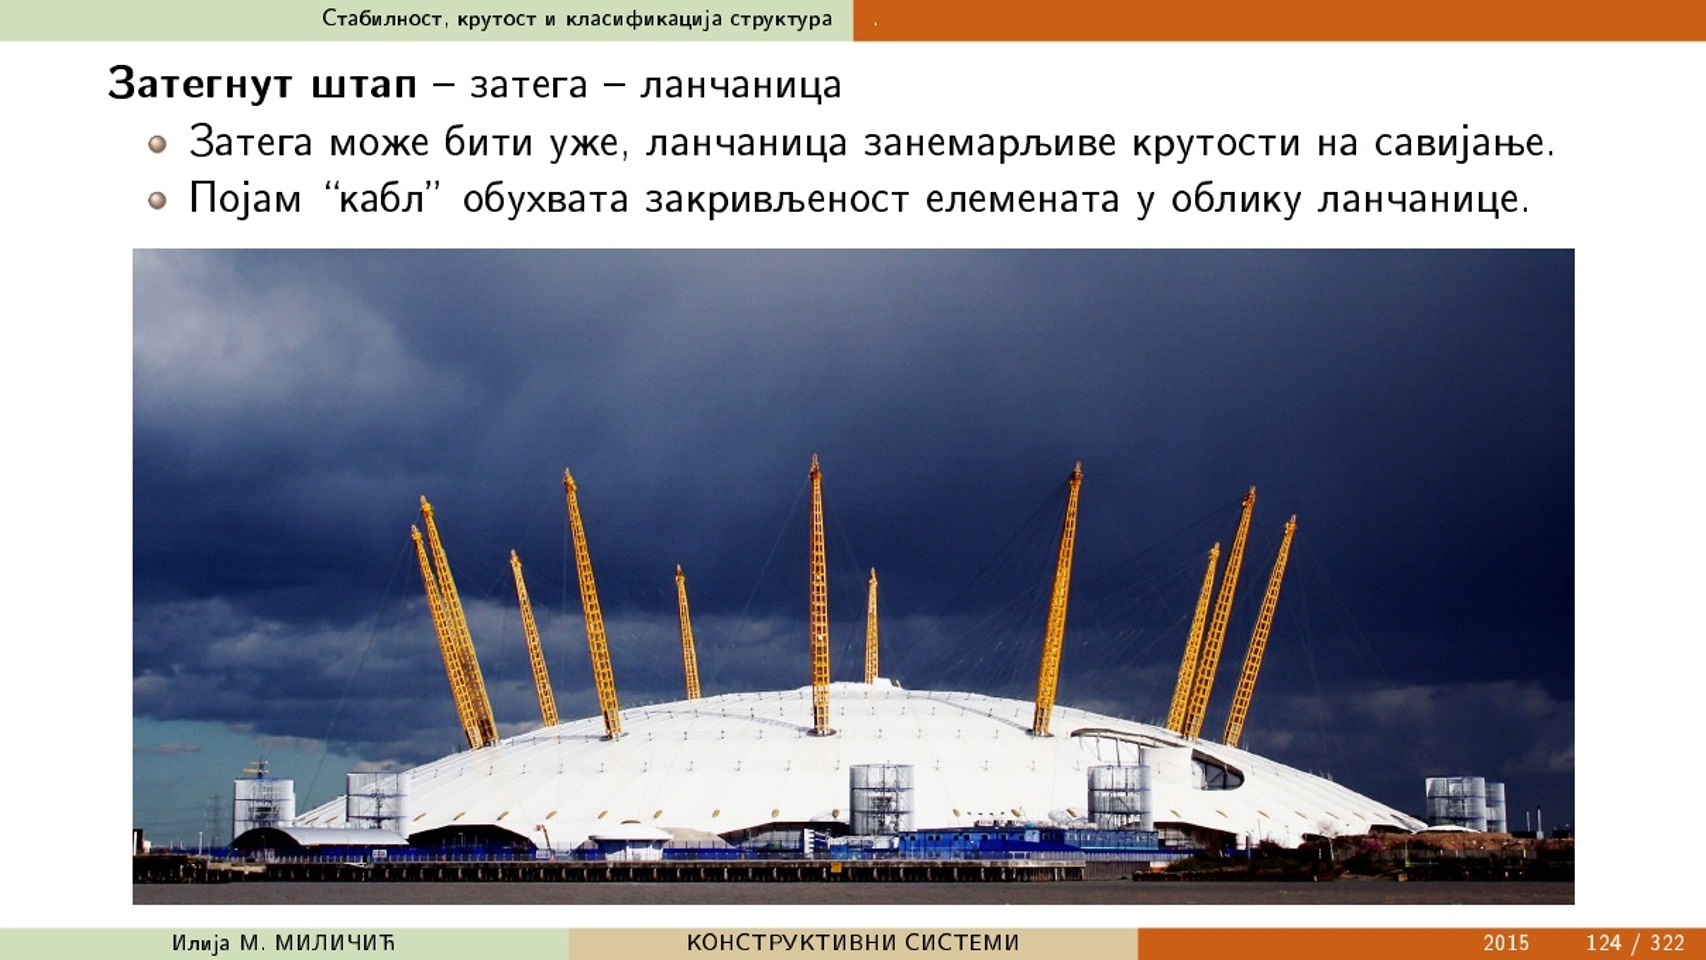 Стабилност, крутост и класификација структура
.
Затегнут штап – затега – ланчаница
Затега може бити уже, ланчаница занемарљиве крутости на савијање.
Појам “кабл” обухвата закривљеност елемената у облику ланчанице.
Илија М. МИЛИЧИЋ
КОНСТРУКТИВНИ СИСТЕМИ
2015
124 / 322